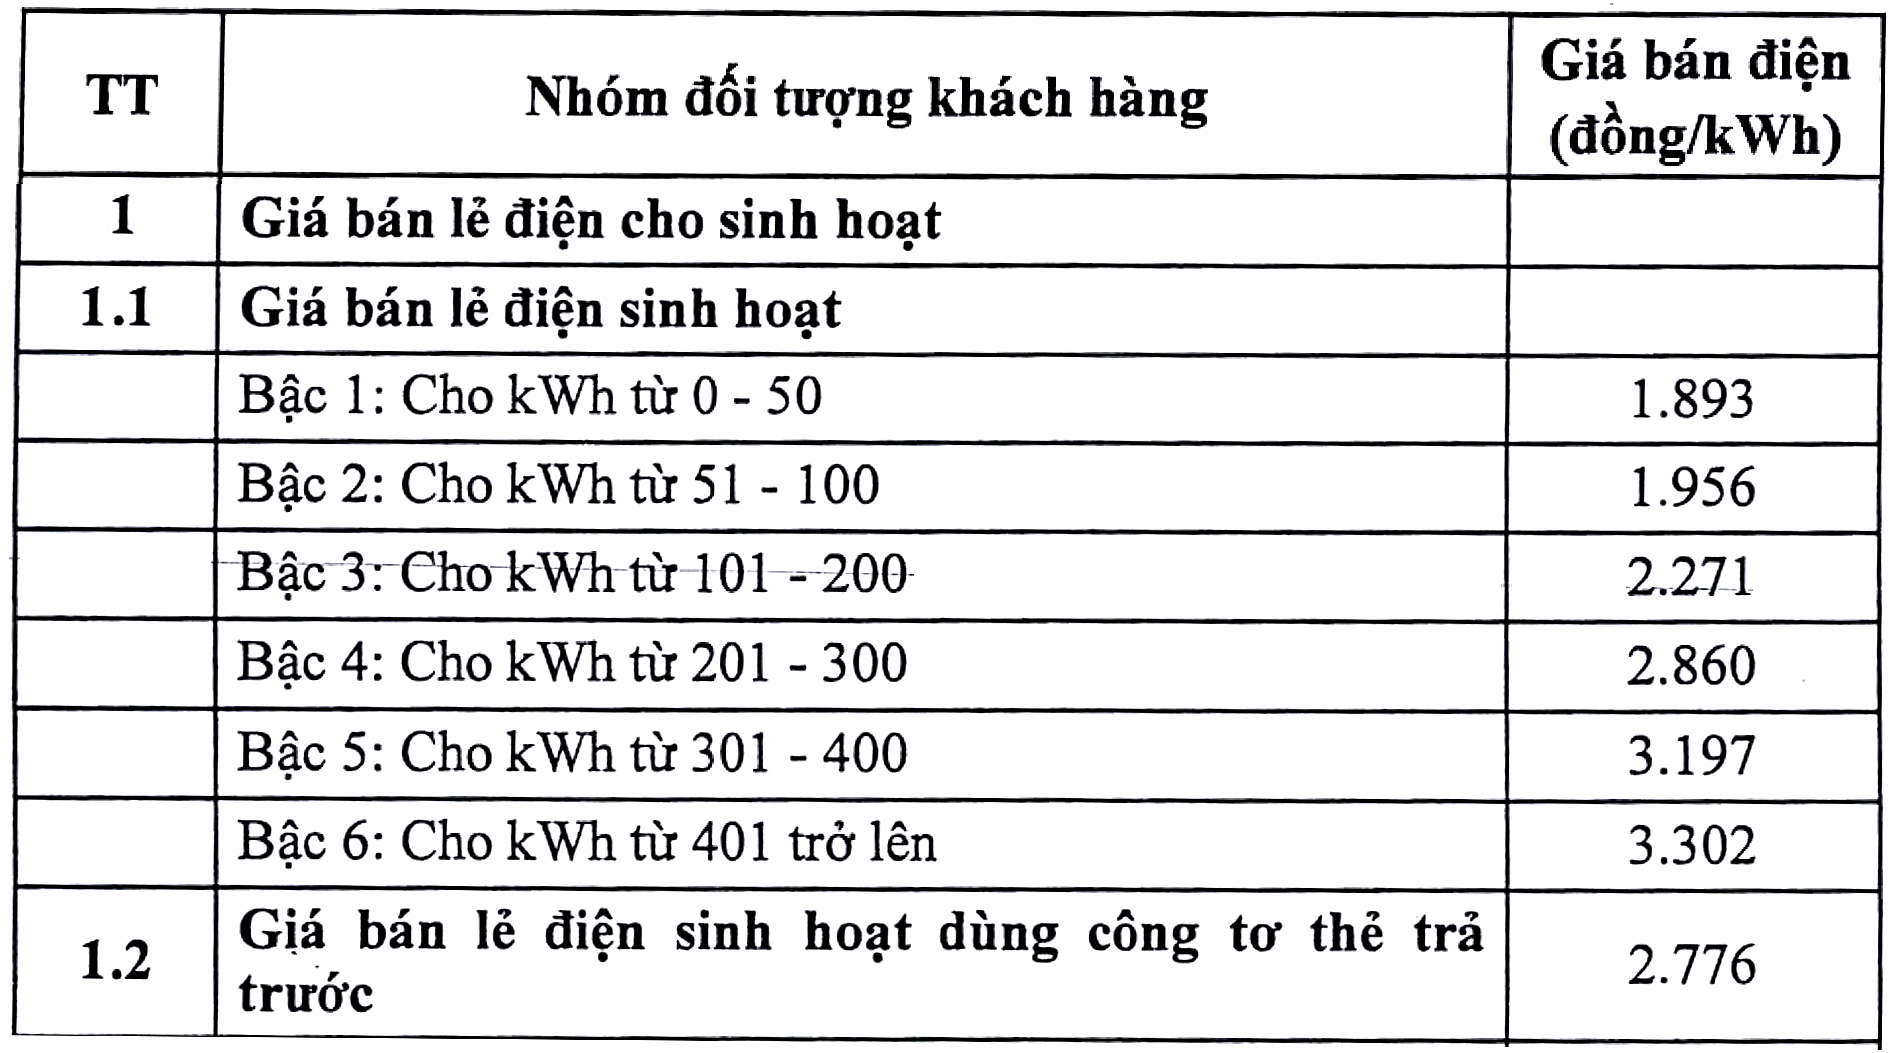 TT
Nhóm đối tượng khách hàng
Giá bán điện
(đồng/kWh)
1
Giá bán lẻ điện cho sinh hoạt
1.1
Giá bán lẻ điện sinh hoạt
Bậc 1: Cho kWh từ 0 - 50
1.893
Bậc 2: Cho kWh từ 51 - 100
1.956
Bậc 3: Cho kWh từ 101 - 200
2.271
Bậc 4: Cho kWh từ 201 - 300
2.860
Bậc 5: Cho kWh từ 301 - 400
3.197
Bậc 6: Cho kWh từ 401 trở lên
3.302
1.2
Giá bán lẻ điện sinh hoạt dùng công tơ thẻ trả
trước
2.776